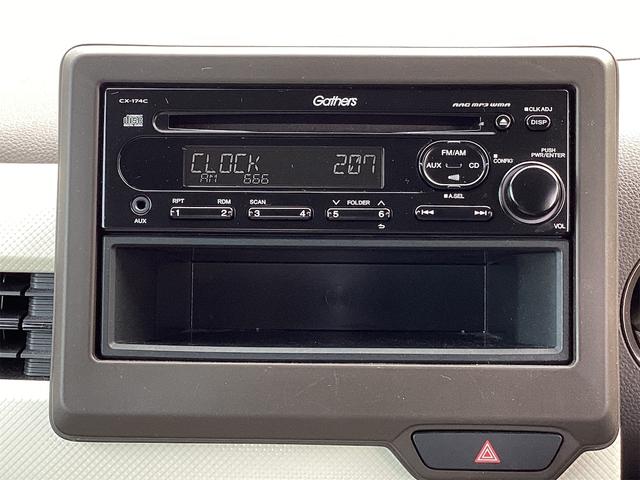 CX-174C
Gathers
AAC MP3 WMA
CLK ADJ
DISP
PUSH
PWR/ENTER
FM/AM
AUX CD
CONFIG
CLOCK 207
AM 666
A.SEL
RPT RDM SCAN FOLDER
1 2 3 4 5 6
AUX
VOL